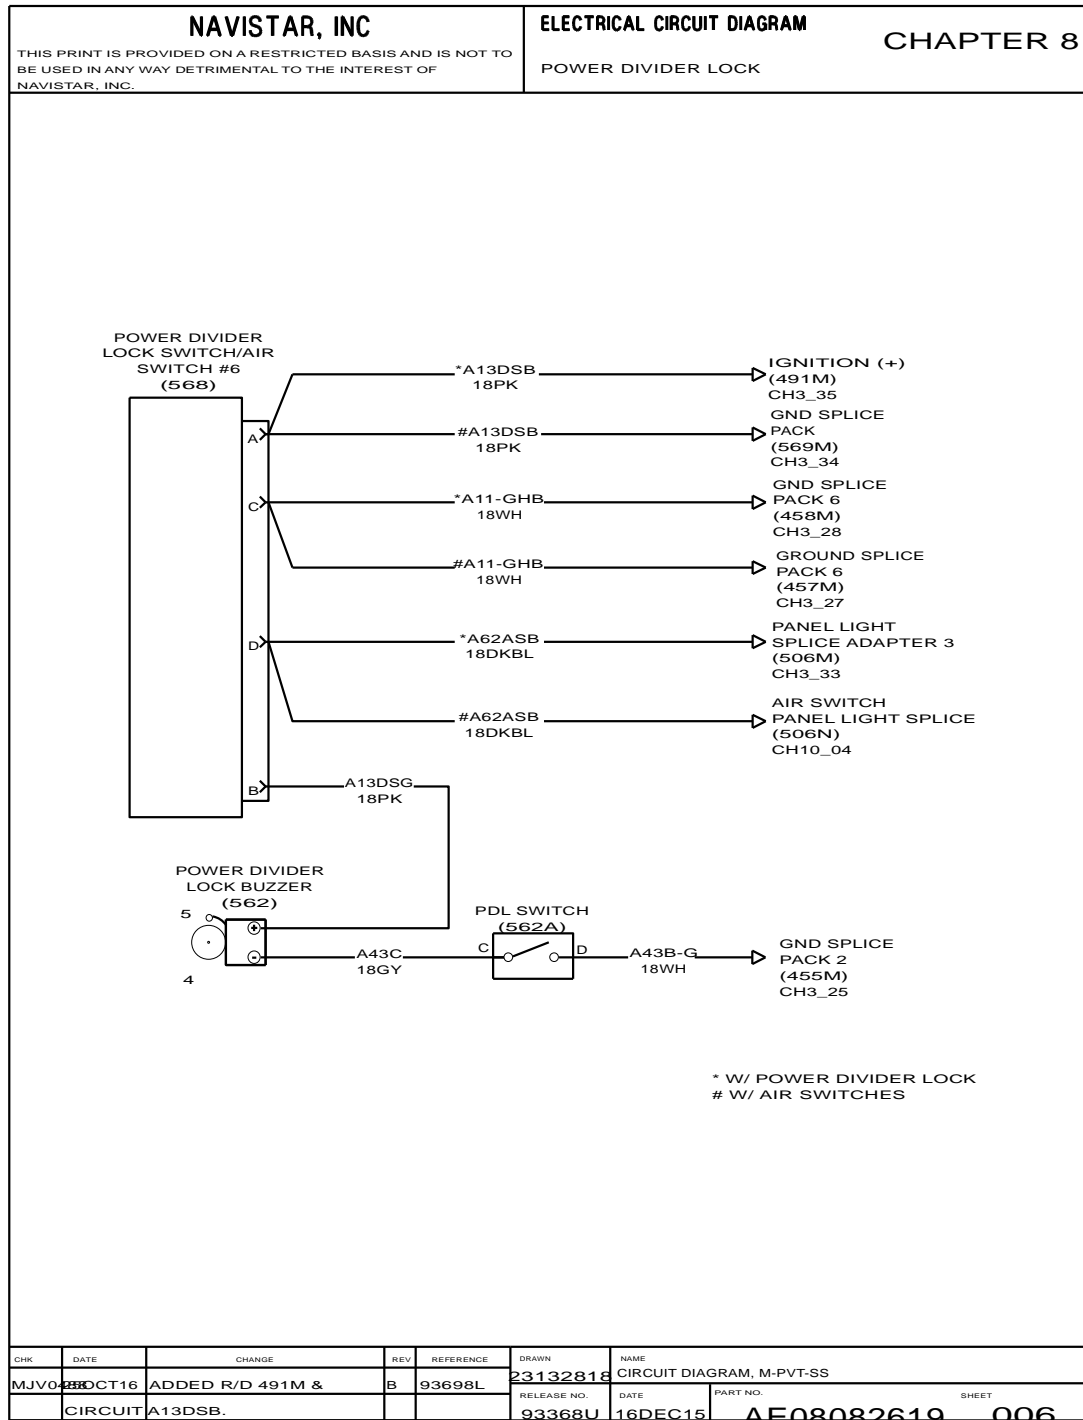 NAVISTAR, INC
THIS PRINT IS PROVIDED ON A RESTRICTED BASIS AND IS NOT TO
BE USED IN ANY WAY DETRIMENTAL TO THE INTEREST OF
NAVISTAR, INC.
ELECTRICAL CIRCUIT DIAGRAM
POWER DIVIDER LOCK
CHAPTER 8
POWER DIVIDER
LOCK SWITCH/AIR
SWITCH #6
(568)
A
*A13DSB
18PK
IGNITION (+)
(491M)
CH3_35
#A13DSB
18PK
GND SPLICE
PACK
(569M)
CH3_34
C
*A11-GHB
18WH
GND SPLICE
PACK 6
(458M)
CH3_28
#A11-GHB
18WH
GROUND SPLICE
PACK 6
(457M)
CH3_27
D
*A62ASB
18DKBL
PANEL LIGHT
SPLICE ADAPTER 3
(506M)
CH3_33
#A62ASB
18DKBL
AIR SWITCH
PANEL LIGHT SPLICE
(506N)
CH10_04
B
A13DSG
18PK
POWER DIVIDER
LOCK BUZZER
(562)
5
4
+
-
A43C
18GY
PDL SWITCH
(562A)
C
D
A43B-G
18WH
GND SPLICE
PACK 2
(455M)
CH3_25
* W/ POWER DIVIDER LOCK
# W/ AIR SWITCHES
CHK DATE CHANGE REV REFERENCE
ADDED R/D 491M & B 93698L
CIRCUIT A13DSB.
DRAWN
23132818
NAME
CIRCUIT DIAGRAM, M-PVT-SS
RELEASE NO.
93368U
DATE
16DEC15
PART NO.
AE08082619
SHEET
006